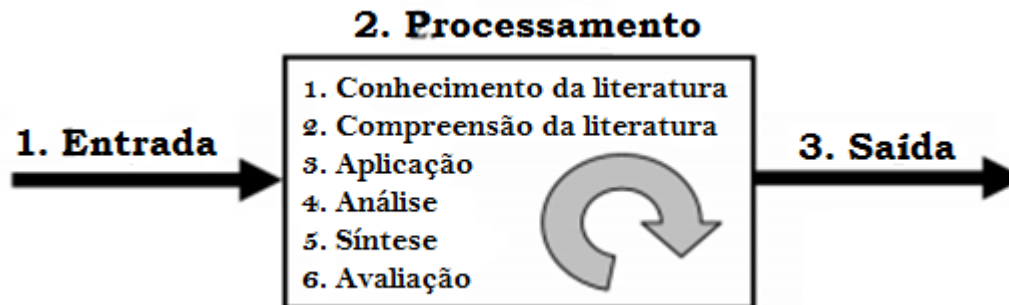 2. Processamento
1. Entrada
1. Conhecimento da literatura
2. Compreensão da literatura
3. Aplicação
4. Análise
5. Síntese
6. Avaliação
3. Saída